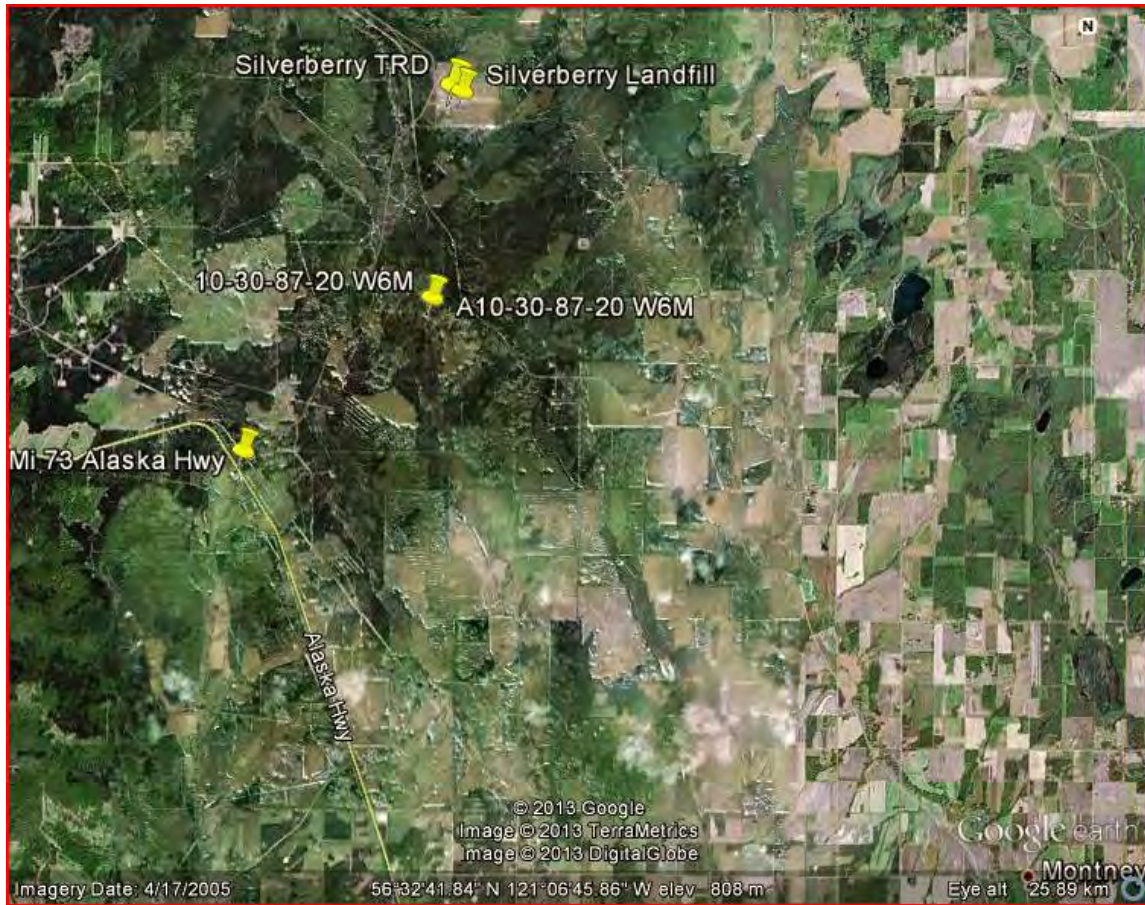 N
Silverberry TRD
Silverberry Landfill
10-30-87-20 W6M
A10-30-87-20 W6M
Mi 73 Alaska Hwy
Alaska Hwy
© 2013 Google
Image © 2013 TerraMetrics
Image © 2013 DigitalGlobe
Google earth
Montney
Imagery Date: 4/17/2005 56°32'41.84" N 121°06'45.86" W elev 808 m Eye alt 25.89 km